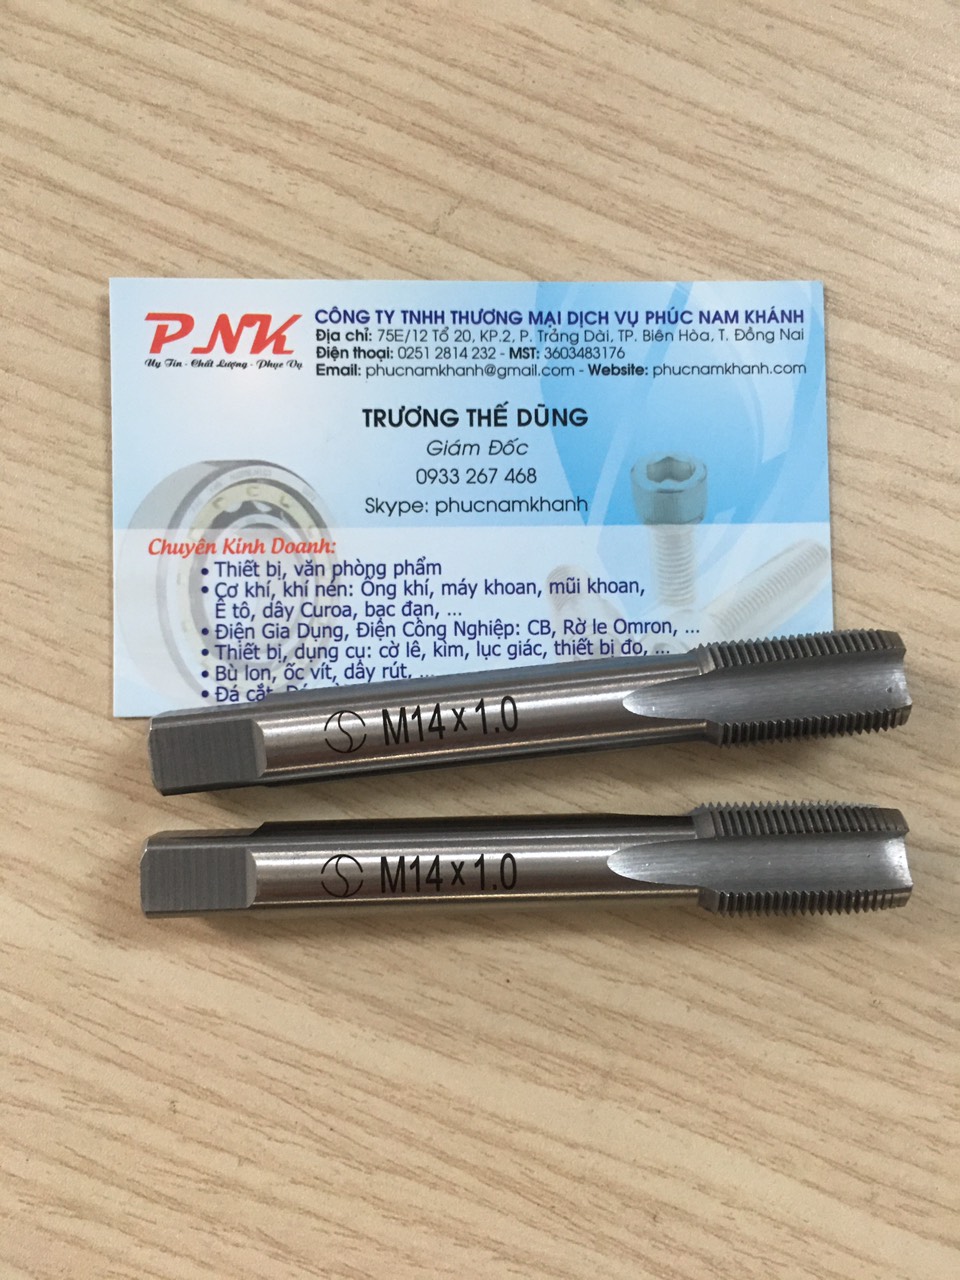 PNK
Uy Tín - Chất Lượng - Phục Vụ
CÔNG TY TNHH THƯƠNG MẠI DỊCH VỤ PHÚC NAM KHÁNH
Địa chỉ: 75E/12 Tổ 20, KP.2, P. Trảng Dài, TP. Biên Hòa, T. Đồng Nai
Điện thoại: 0251 2814 232 - MST: 3603483176
Email: phucnamkhanh@gmail.com - Website: phucnamkhanh.com
TRƯƠNG THẾ DŨNG
Giám Đốc
0933 267 468
Skype: phucnamkhanh
Chuyên Kinh Doanh:
• Thiết bị, văn phòng phẩm
• Cơ khí, khí nén: Ống khí, máy khoan, mũi khoan,
Ê tô, dây Curoa, bạc đạn, ...
• Điện Gia Dụng, Điện Công Nghiệp: CB, Rờ le Omron, ...
• Thiết bị, dụng cụ: cờ lê, kìm, lục giác, thiết bị đo, ...
• Bù lon, ốc vít, dây rút, ...
• Đá cắt,
M14 x 1.0
M14 x 1.0